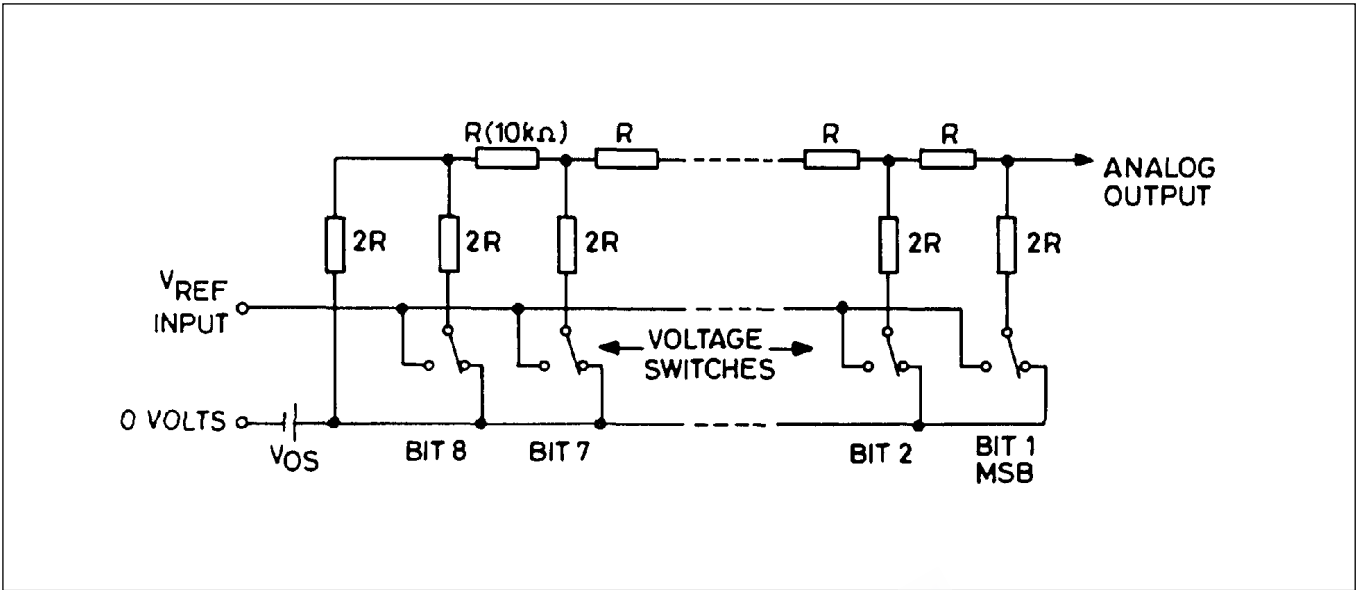 R(10kΩ)
R
R
R
ANALOG
OUTPUT
2R
2R
2R
2R
2R
VREF
INPUT
VOLTAGE
SWITCHES
0 VOLTS
VOS
BIT 8
BIT 7
BIT 2
BIT 1
MSB